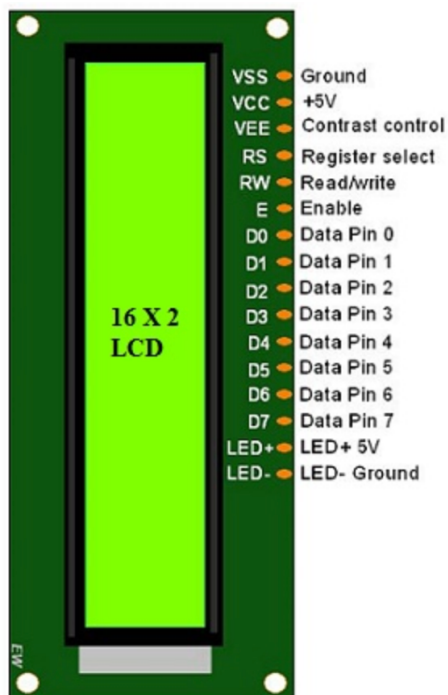 VSS Ground
VCC +5V
VEE Contrast control
RS Register select
RW Read/write
E Enable
D0 Data Pin 0
D1 Data Pin 1
D2 Data Pin 2
D3 Data Pin 3
D4 Data Pin 4
D5 Data Pin 5
D6 Data Pin 6
D7 Data Pin 7
LED+ LED+ 5V
LED- LED- Ground
16 X 2
LCD
EW